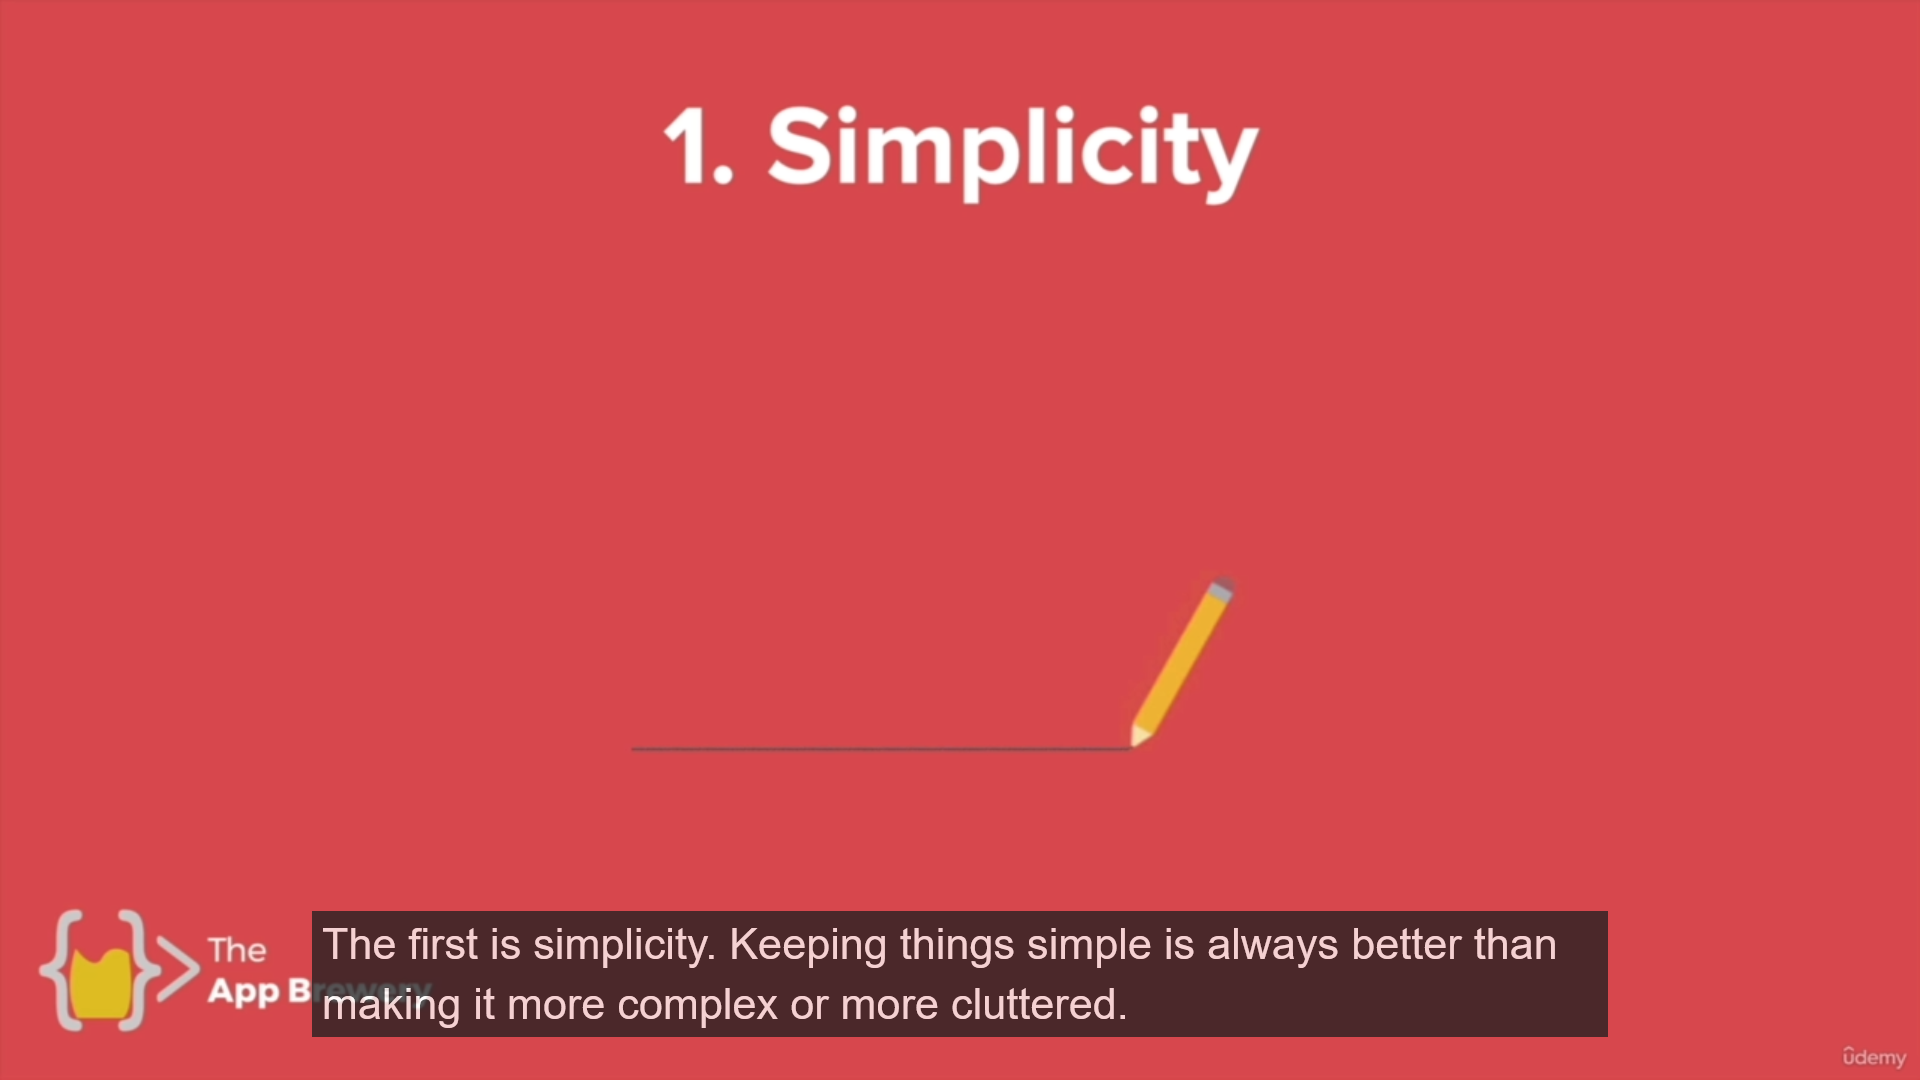 1. Simplicity
The
App Brewery
The first is simplicity. Keeping things simple is always better than
making it more complex or more cluttered.
ûdemy